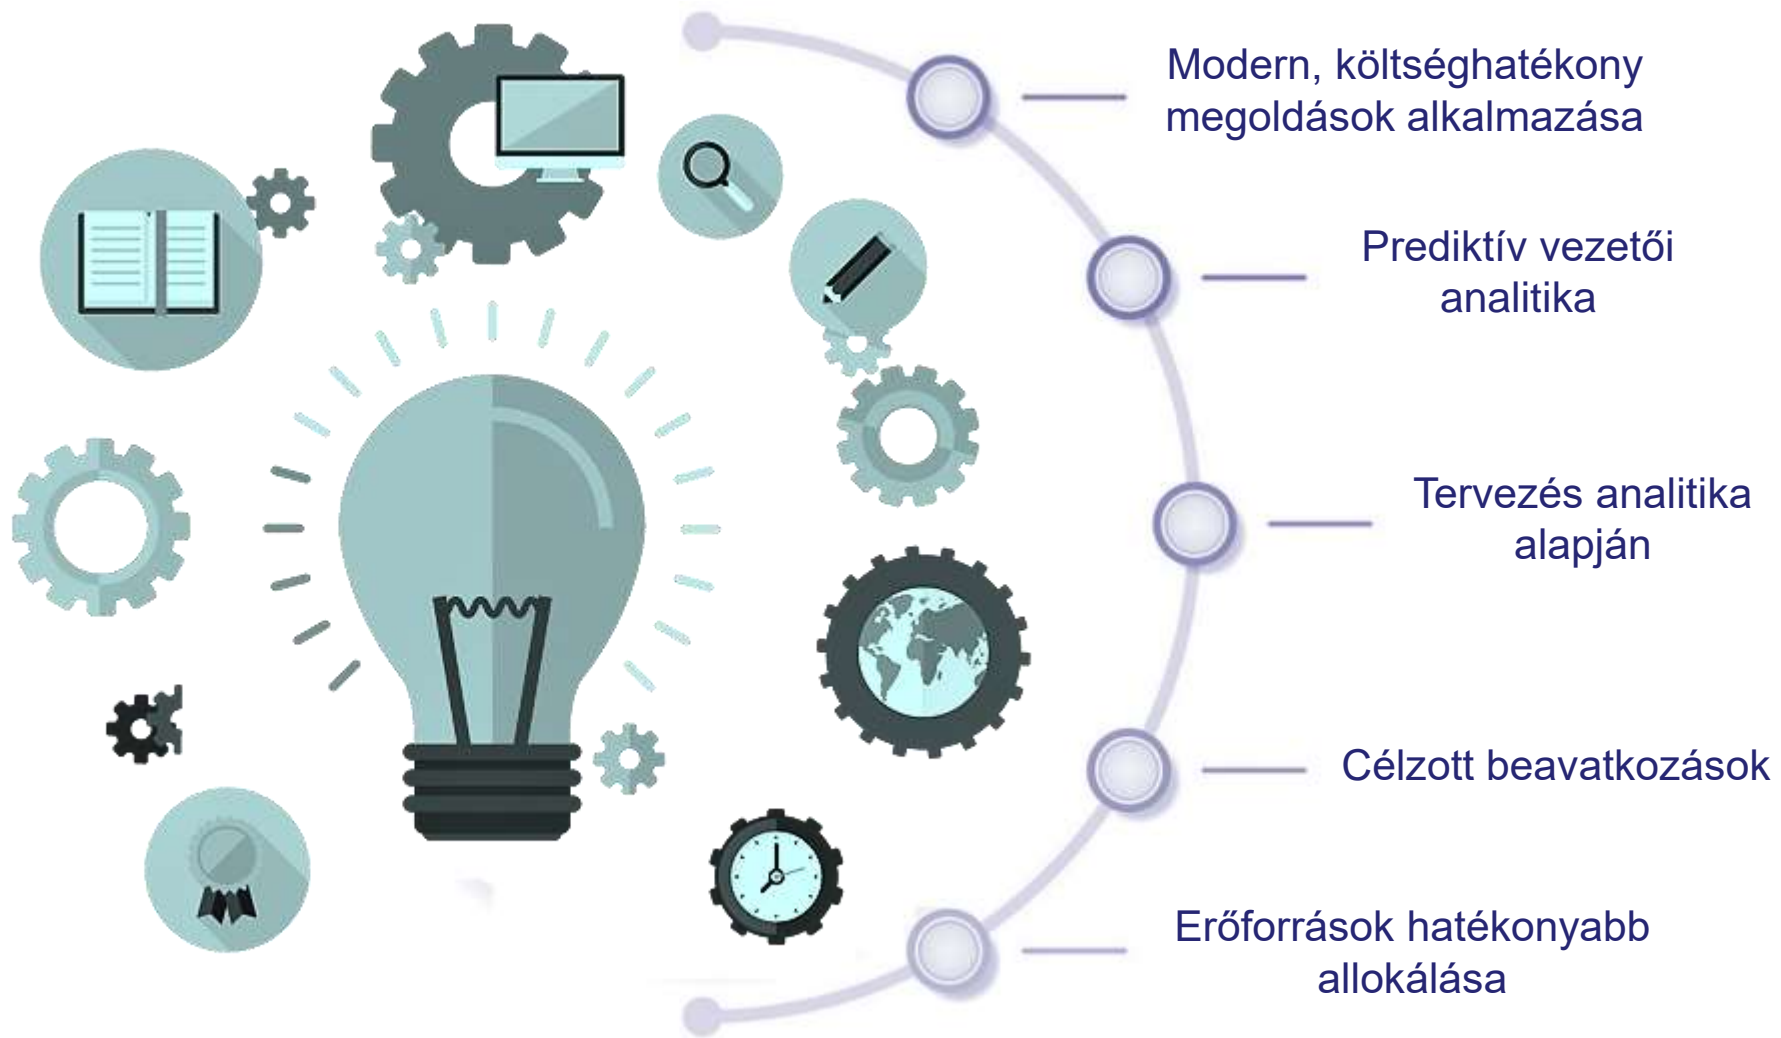 Modern, költséghatékony
megoldások alkalmazása
Prediktív vezetői
analitika
Tervezés analitika
alapján
Célzott beavatkozások
Erőforrások hatékonyabb
allokálása